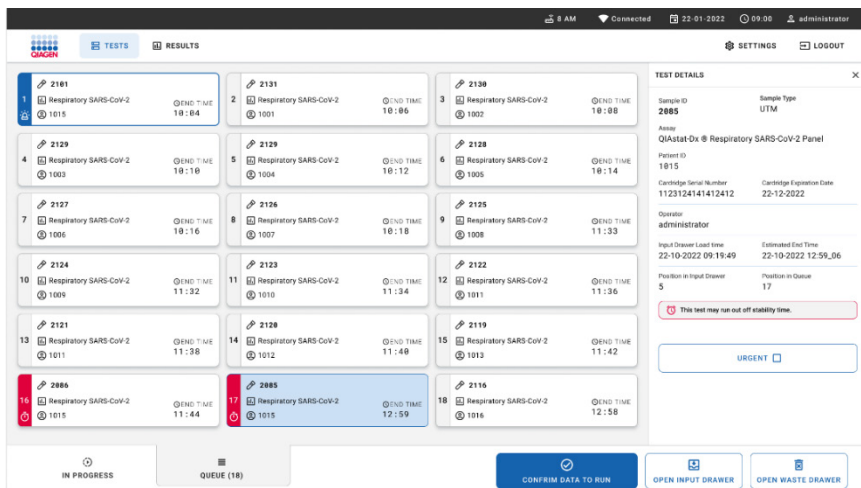 8 AM Connected 22-01-2022 09:00 administrator
QIAGEN TESTS RESULTS SETTINGS LOGOUT
1 2101
Respiratory SARS-CoV-2 END TIME
1015 10:04
2 2131
Respiratory SARS-CoV-2 END TIME
1001 10:06
3 2130
Respiratory SARS-CoV-2 END TIME
1002 10:08
4 2129
Respiratory SARS-CoV-2 END TIME
1003 10:10
5 2129
Respiratory SARS-CoV-2 END TIME
1004 10:12
6 2128
Respiratory SARS-CoV-2 END TIME
1005 10:14
7 2127
Respiratory SARS-CoV-2 END TIME
1006 10:16
8 2126
Respiratory SARS-CoV-2 END TIME
1007 10:18
9 2125
Respiratory SARS-CoV-2 END TIME
1008 11:33
10 2124
Respiratory SARS-CoV-2 END TIME
1009 11:32
11 2123
Respiratory SARS-CoV-2 END TIME
1010 11:34
12 2122
Respiratory SARS-CoV-2 END TIME
1011 11:36
13 2121
Respiratory SARS-CoV-2 END TIME
1011 11:38
14 2120
Respiratory SARS-CoV-2 END TIME
1012 11:40
15 2119
Respiratory SARS-CoV-2 END TIME
1013 11:42
16 2086
Respiratory SARS-CoV-2 END TIME
1015 11:44
17 2085
Respiratory SARS-CoV-2 END TIME
1015 12:59
18 2116
Respiratory SARS-CoV-2 END TIME
1016 12:58
TEST DETAILS
Sample ID Sample Type
2085 UTM
Assay
QIAstat-Dx ® Respiratory SARS-CoV-2 Panel
Patient ID
1015
Cardridge Serial Number Cardridge Expiration Date
1123124141412412 22-12-2022
Operator
administrator
Input Drawer Load time Estimated End Time
22-10-2022 09:19:49 22-10-2022 12:59_06
Position in Input Drawer Position in Queue
5 17
This test may run out off stability time.
URGENT
IN PROGRESS QUEUE (18) CONFRIM DATA TO RUN OPEN INPUT DRAWER OPEN WASTE DRAWER